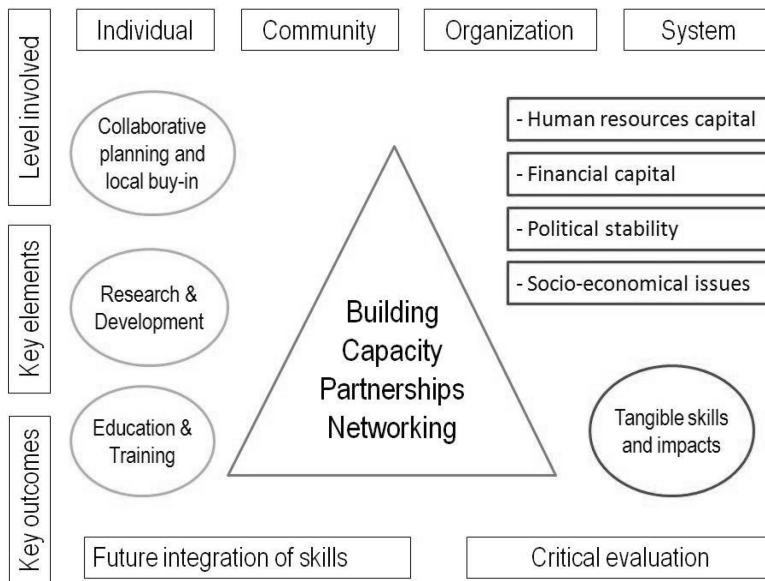 Individual
Community
Organization
System
Level involved
Collaborative
planning and
local buy-in
- Human resources capital
- Financial capital
- Political stability
- Socio-economical issues
Key elements
Research &
Development
Building
Capacity
Partnerships
Networking
Education &
Training
Tangible skills
and impacts
Key outcomes
Future integration of skills
Critical evaluation